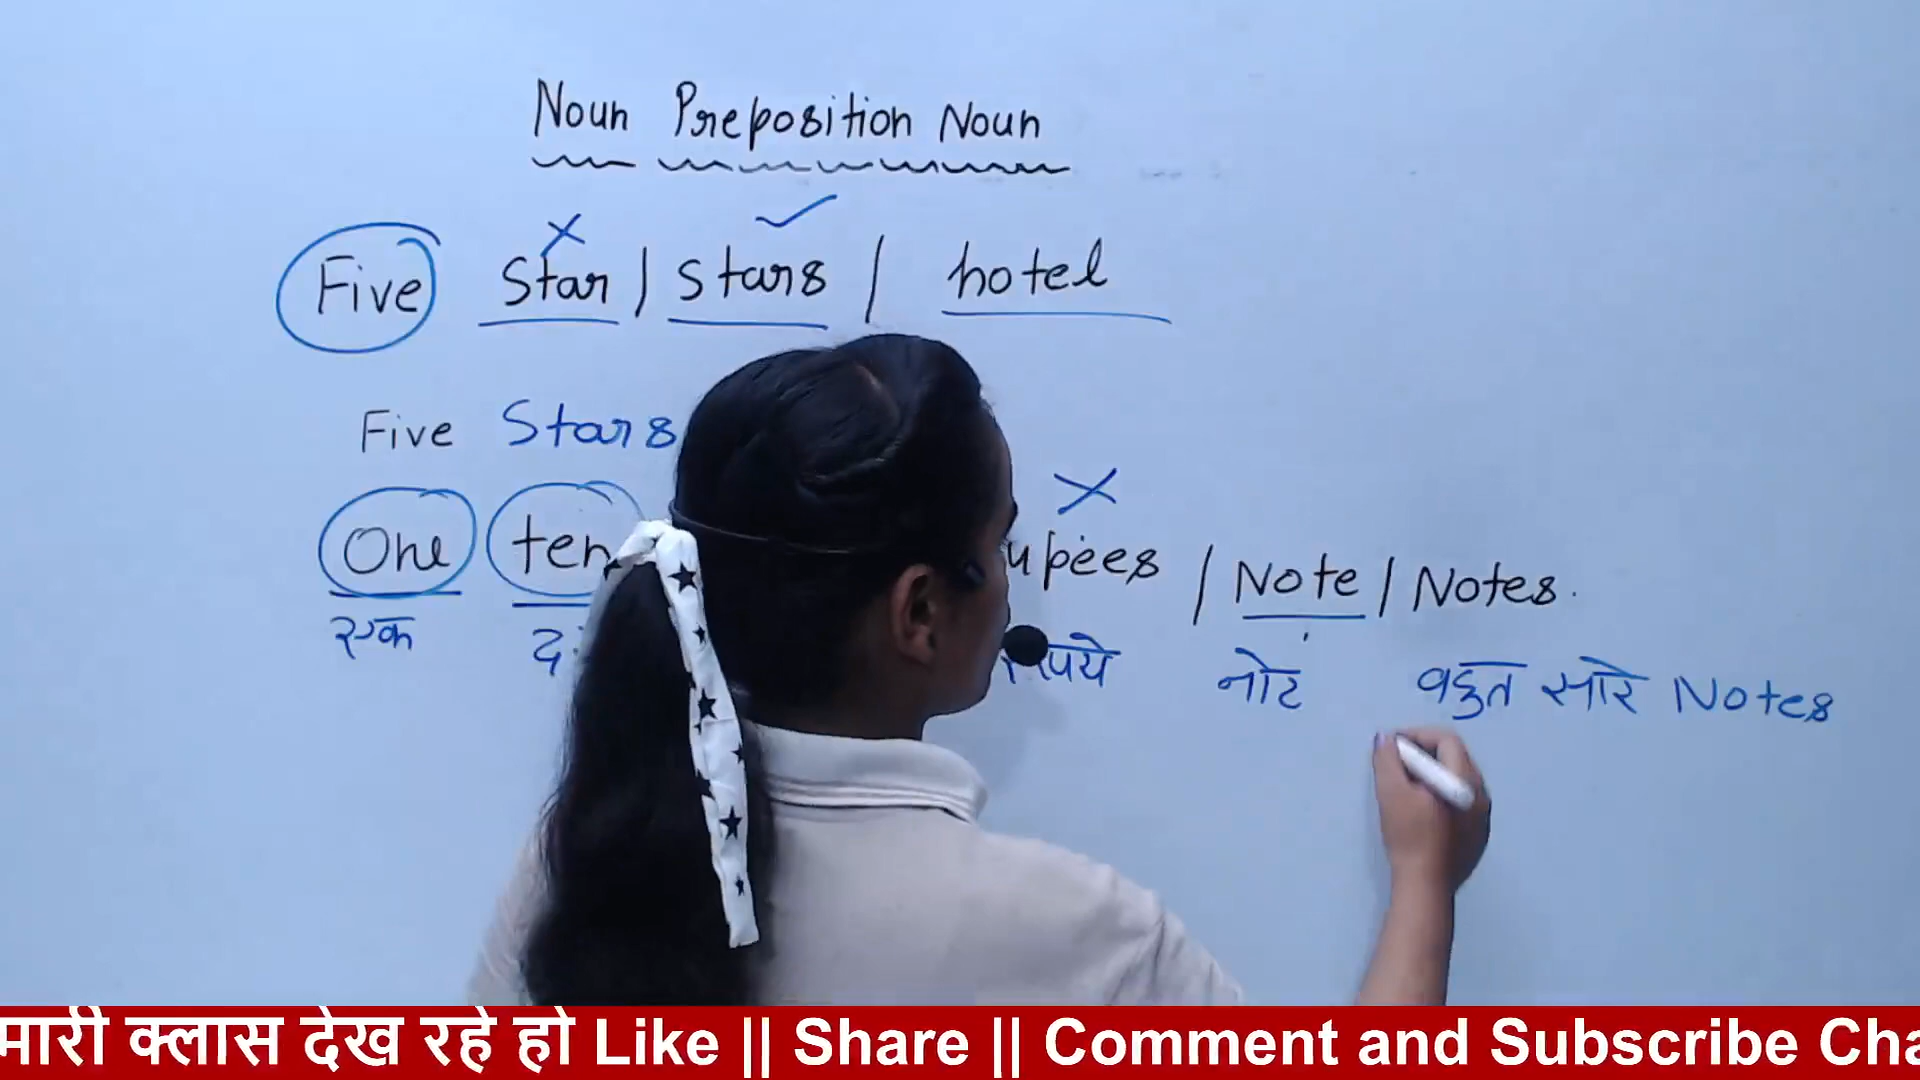 Noun Preposition Noun
Five Star / Stars / hotel
Five Stars
One ten upees / Note / Notes.
एक रुपये नोट बहुत सारे Notes
मारी क्लास देख रहे हो Like || Share || Comment and Subscribe Cha